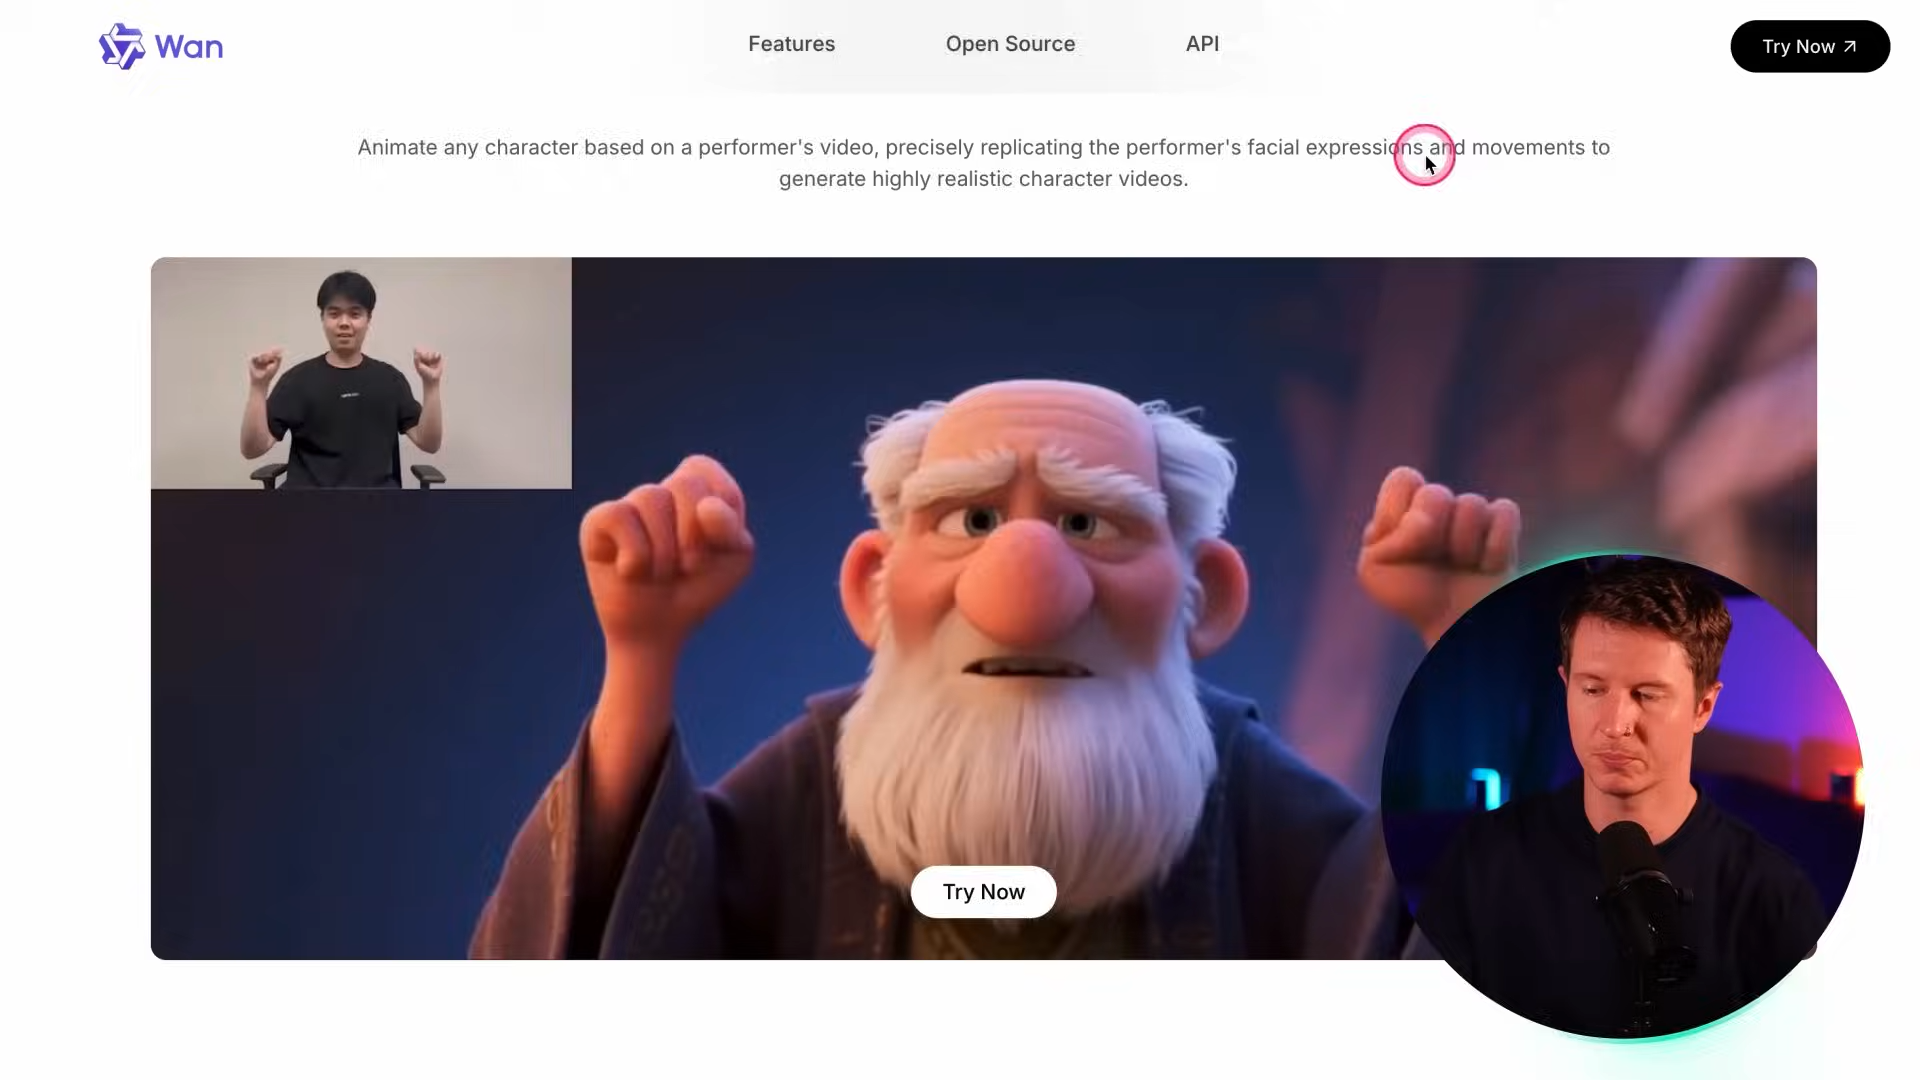 Wan
Features
Open Source
API
Try Now
Animate any character based on a performer's video, precisely replicating the performer's facial expressions and movements to
generate highly realistic character videos.
Try Now